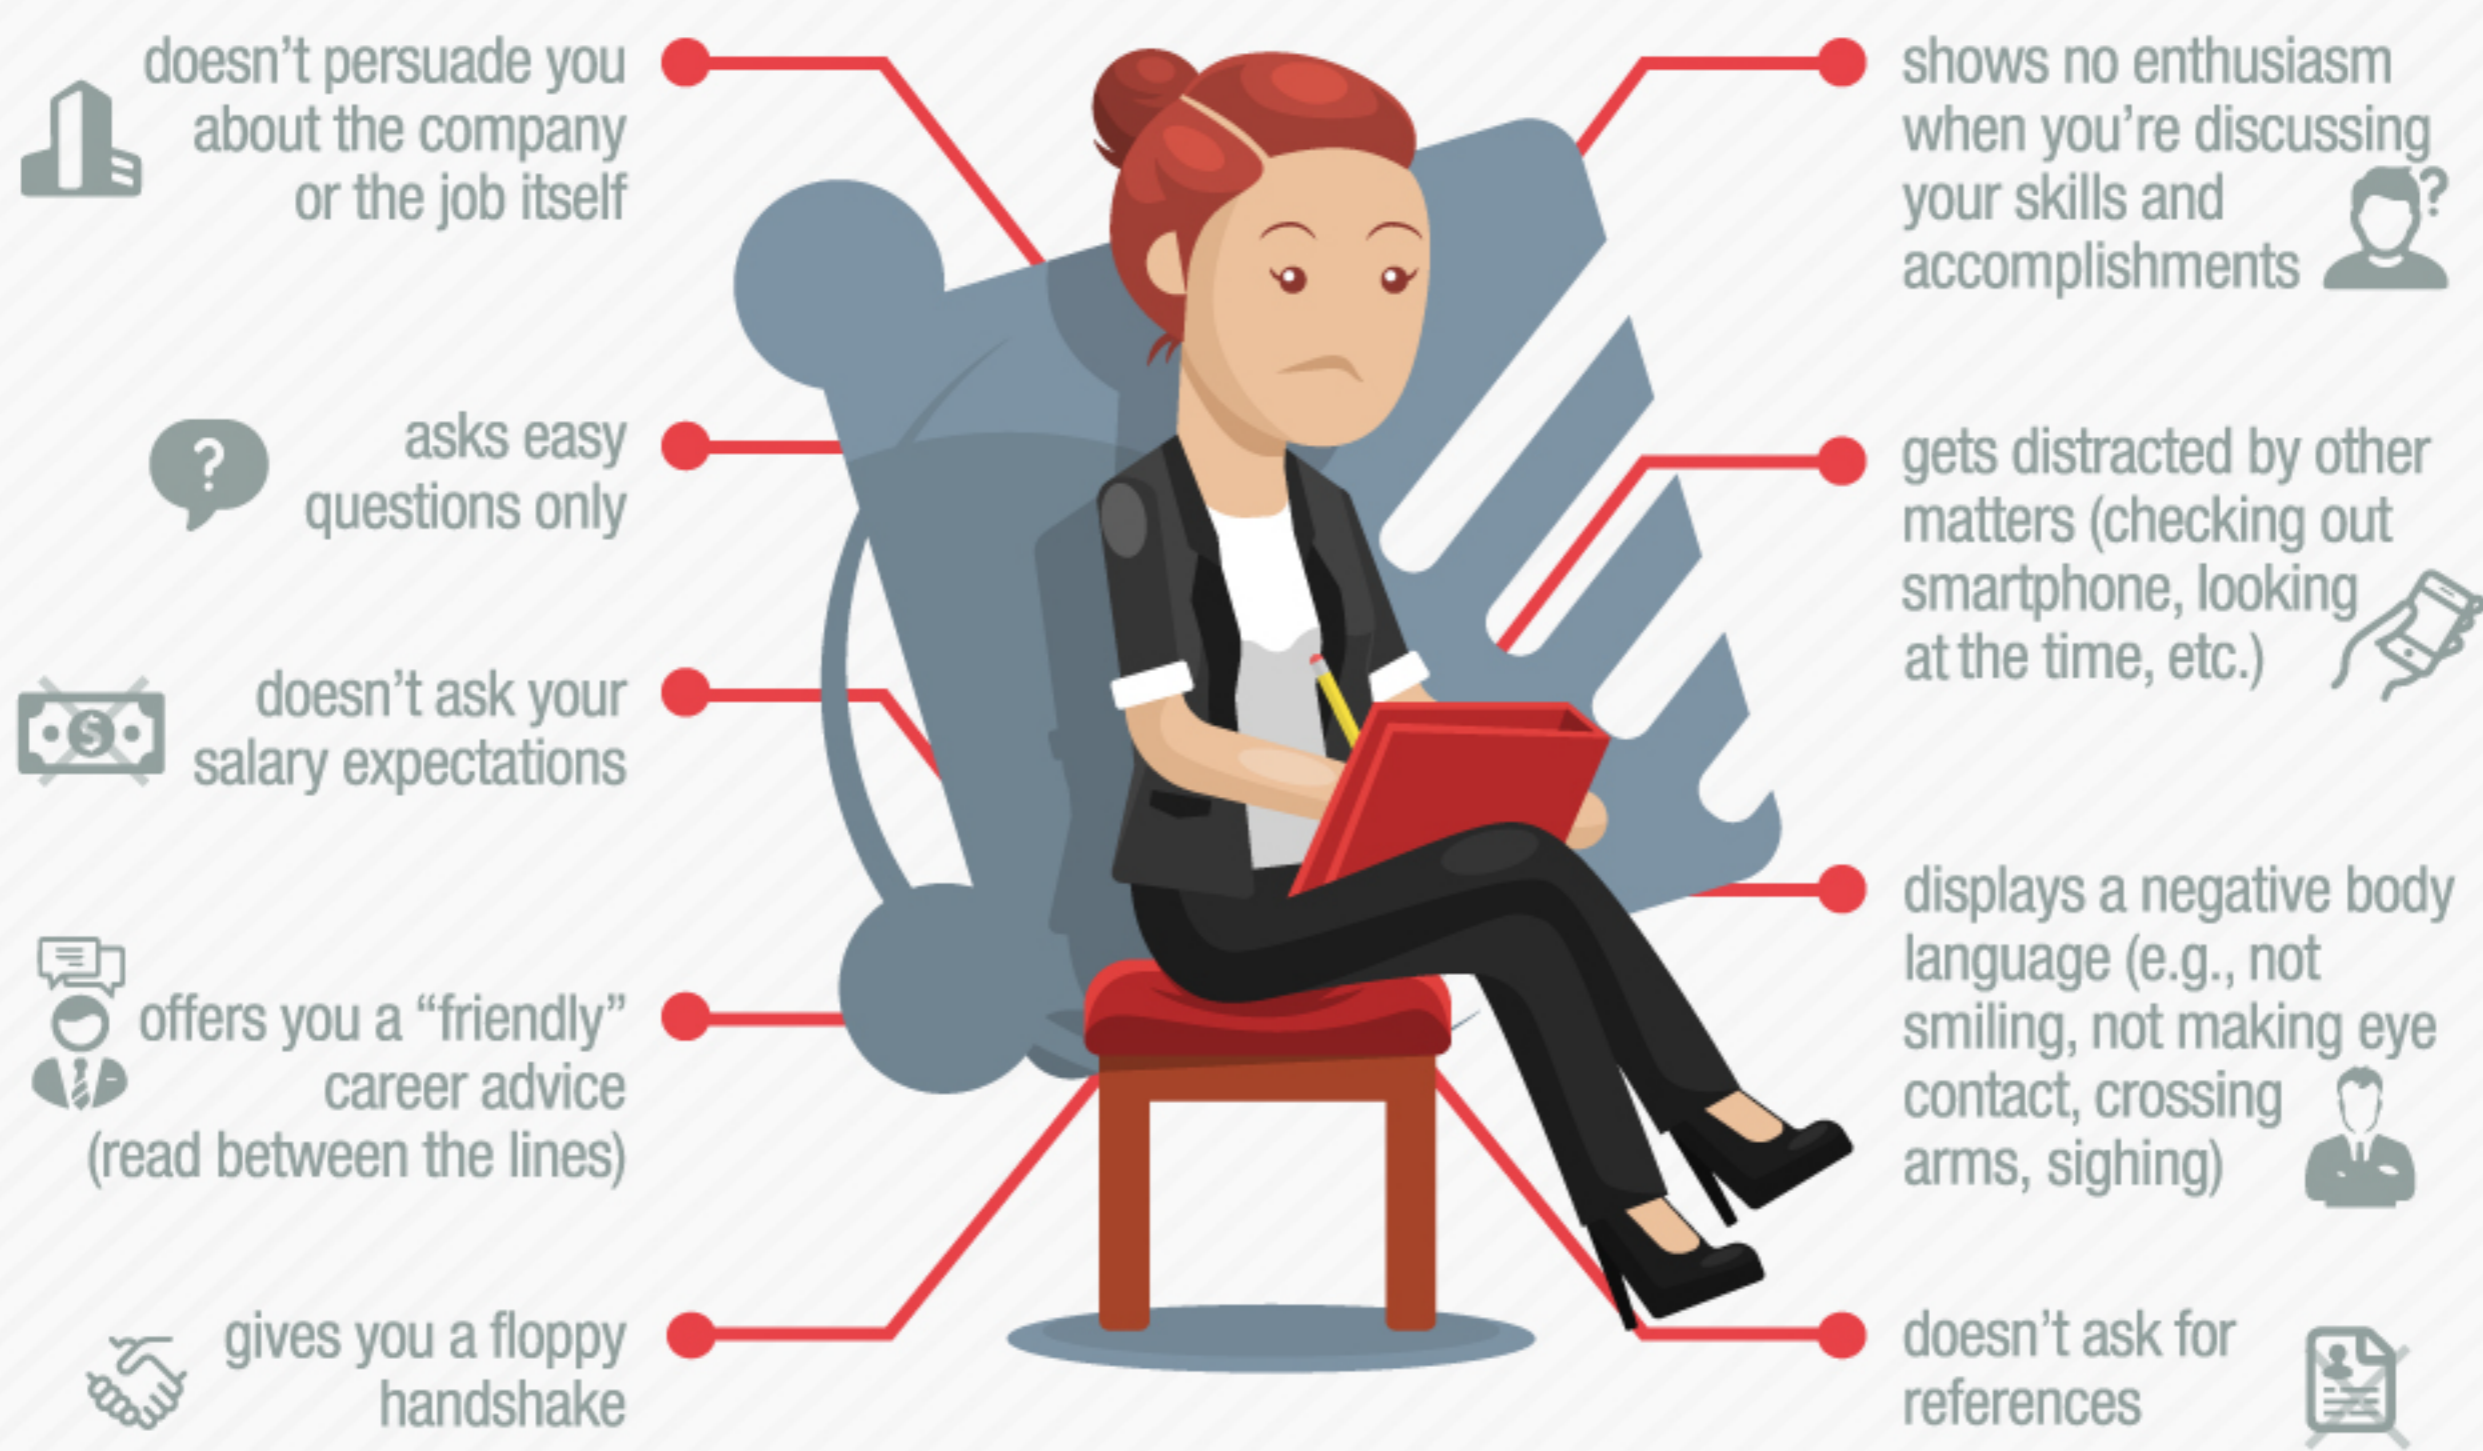 doesn't persuade you
about the company
or the job itself
asks easy
questions only
doesn't ask your
salary expectations
offers you a “friendly”
career advice
(read between the lines)
gives you a floppy
handshake
shows no enthusiasm
when you're discussing
your skills and
accomplishments
gets distracted by other
matters (checking out
smartphone, looking
at the time, etc.)
displays a negative body
language (e.g., not
smiling, not making eye
contact, crossing
arms, sighing)
doesn't ask for
references